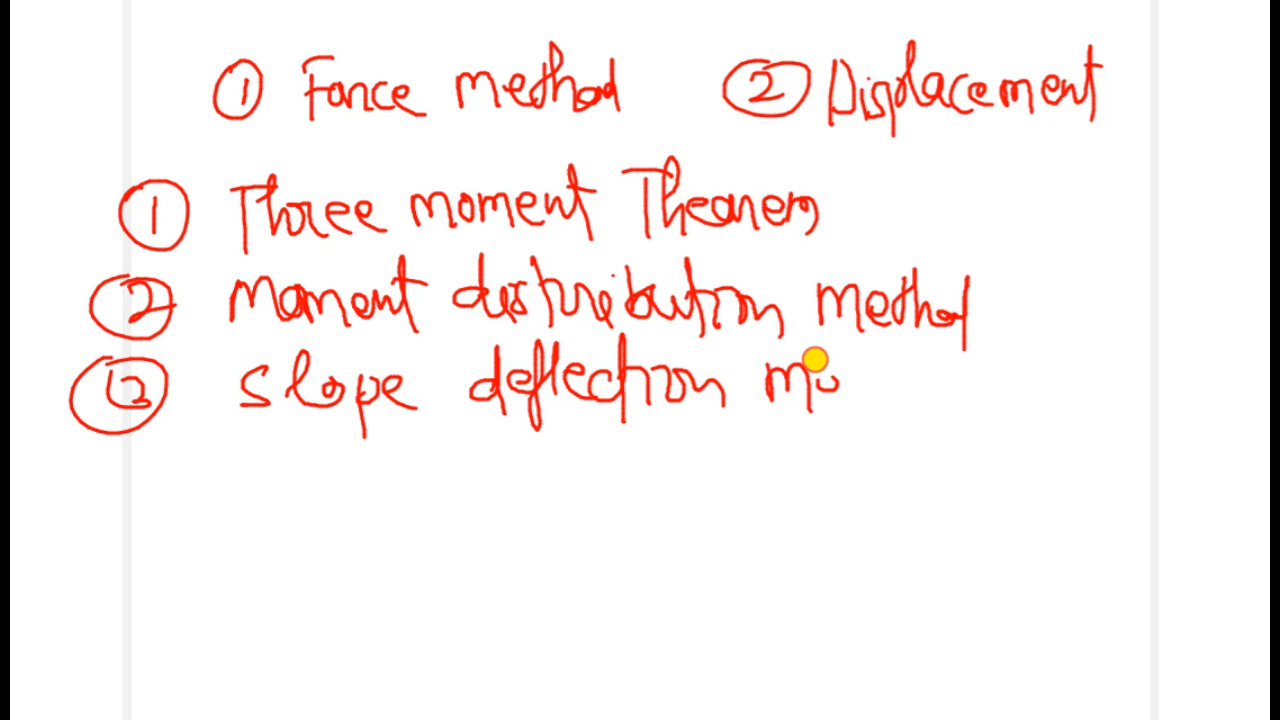 ① Force method ② Displacement
① Three moment Theorem
② Moment distribution method
③ slope deflection m